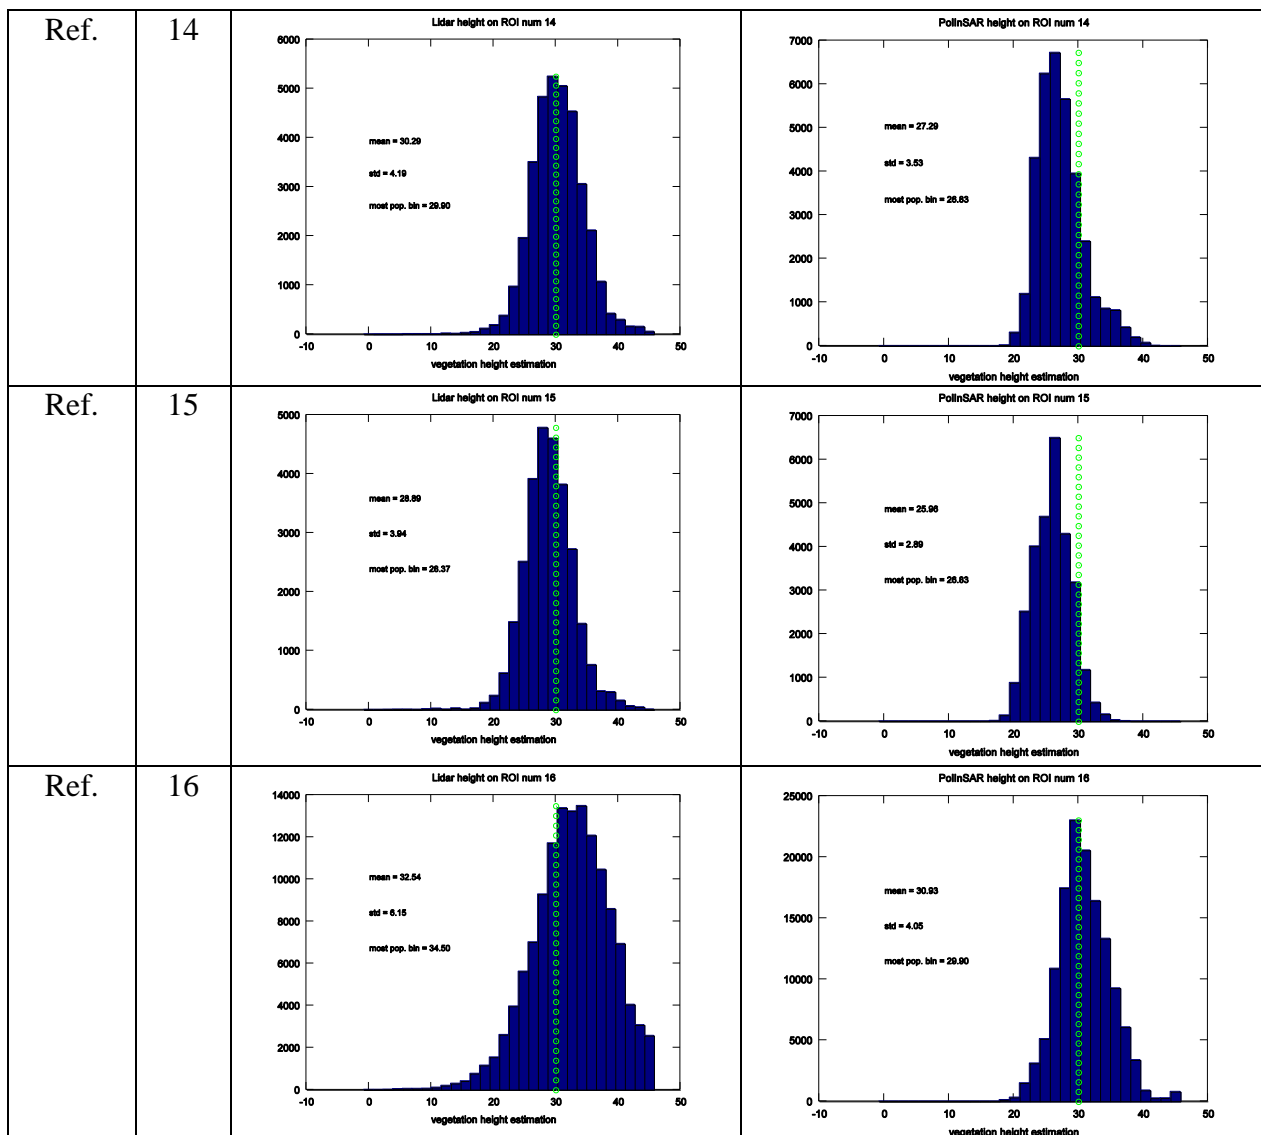 Ref.
14
Lidar height on ROI num 14
6000
5000
4000
3000
2000
1000
0
mean = 30.29
std = 4.19
most pop. bin = 29.90
-10 0 10 20 30 40 50
vegetation height estimation
PolInSAR height on ROI num 14
7000
6000
5000
4000
3000
2000
1000
0
mean = 27.29
std = 3.53
most pop. bin = 26.83
-10 0 10 20 30 40 50
vegetation height estimation
Ref.
15
Lidar height on ROI num 15
5000
4000
3000
2000
1000
0
mean = 28.89
std = 3.94
most pop. bin = 28.37
-10 0 10 20 30 40 50
vegetation height estimation
PolInSAR height on ROI num 15
7000
6000
5000
4000
3000
2000
1000
0
mean = 25.96
std = 2.89
most pop. bin = 26.83
-10 0 10 20 30 40 50
vegetation height estimation
Ref.
16
Lidar height on ROI num 16
14000
12000
10000
8000
6000
4000
2000
0
mean = 32.54
std = 6.15
most pop. bin = 34.50
-10 0 10 20 30 40 50
vegetation height estimation
PolInSAR height on ROI num 16
25000
20000
15000
10000
5000
0
mean = 30.93
std = 4.05
most pop. bin = 29.90
-10 0 10 20 30 40 50
vegetation height estimation